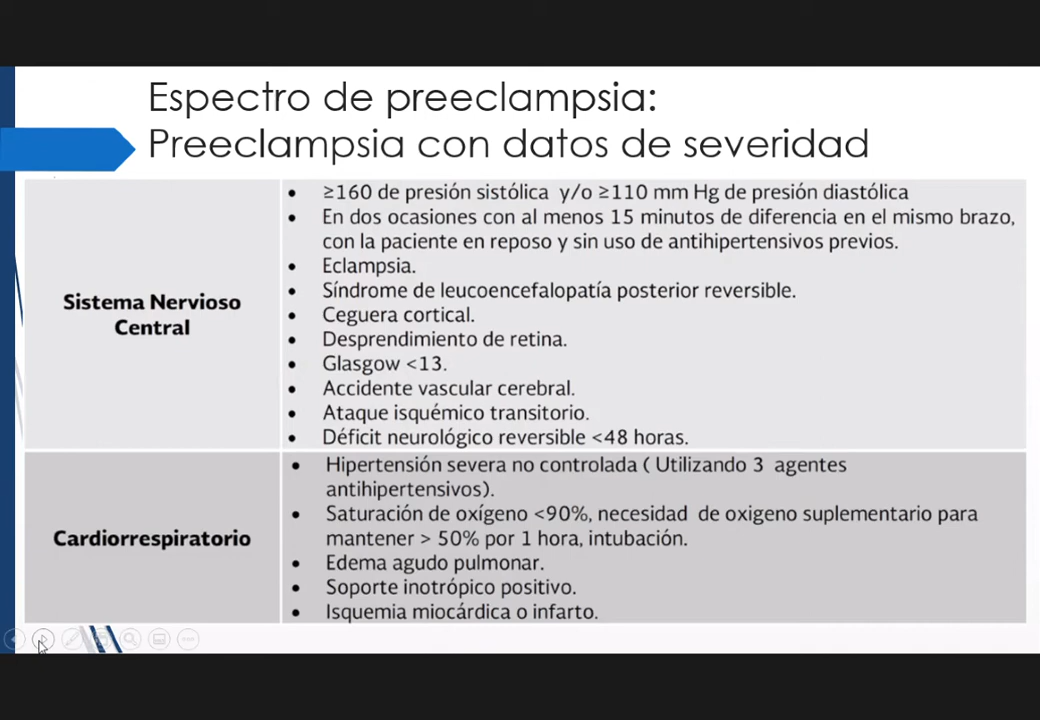 Espectro de preeclampsia:
Preeclampsia con datos de severidad
Sistema Nervioso
Central
• ≥160 de presión sistólica y/o ≥110 mm Hg de presión diastólica
• En dos ocasiones con al menos 15 minutos de diferencia en el mismo brazo,
con la paciente en reposo y sin uso de antihipertensivos previos.
• Eclampsia.
• Síndrome de leucoencefalopatía posterior reversible.
• Ceguera cortical.
• Desprendimiento de retina.
• Glasgow <13.
• Accidente vascular cerebral.
• Ataque isquémico transitorio.
• Déficit neurológico reversible <48 horas.
Cardiorrespiratorio
• Hipertensión severa no controlada ( Utilizando 3 agentes
antihipertensivos).
• Saturación de oxígeno <90%, necesidad de oxigeno suplementario para
mantener > 50% por 1 hora, intubación.
• Edema agudo pulmonar.
• Soporte inotrópico positivo.
• Isquemia miocárdica o infarto.